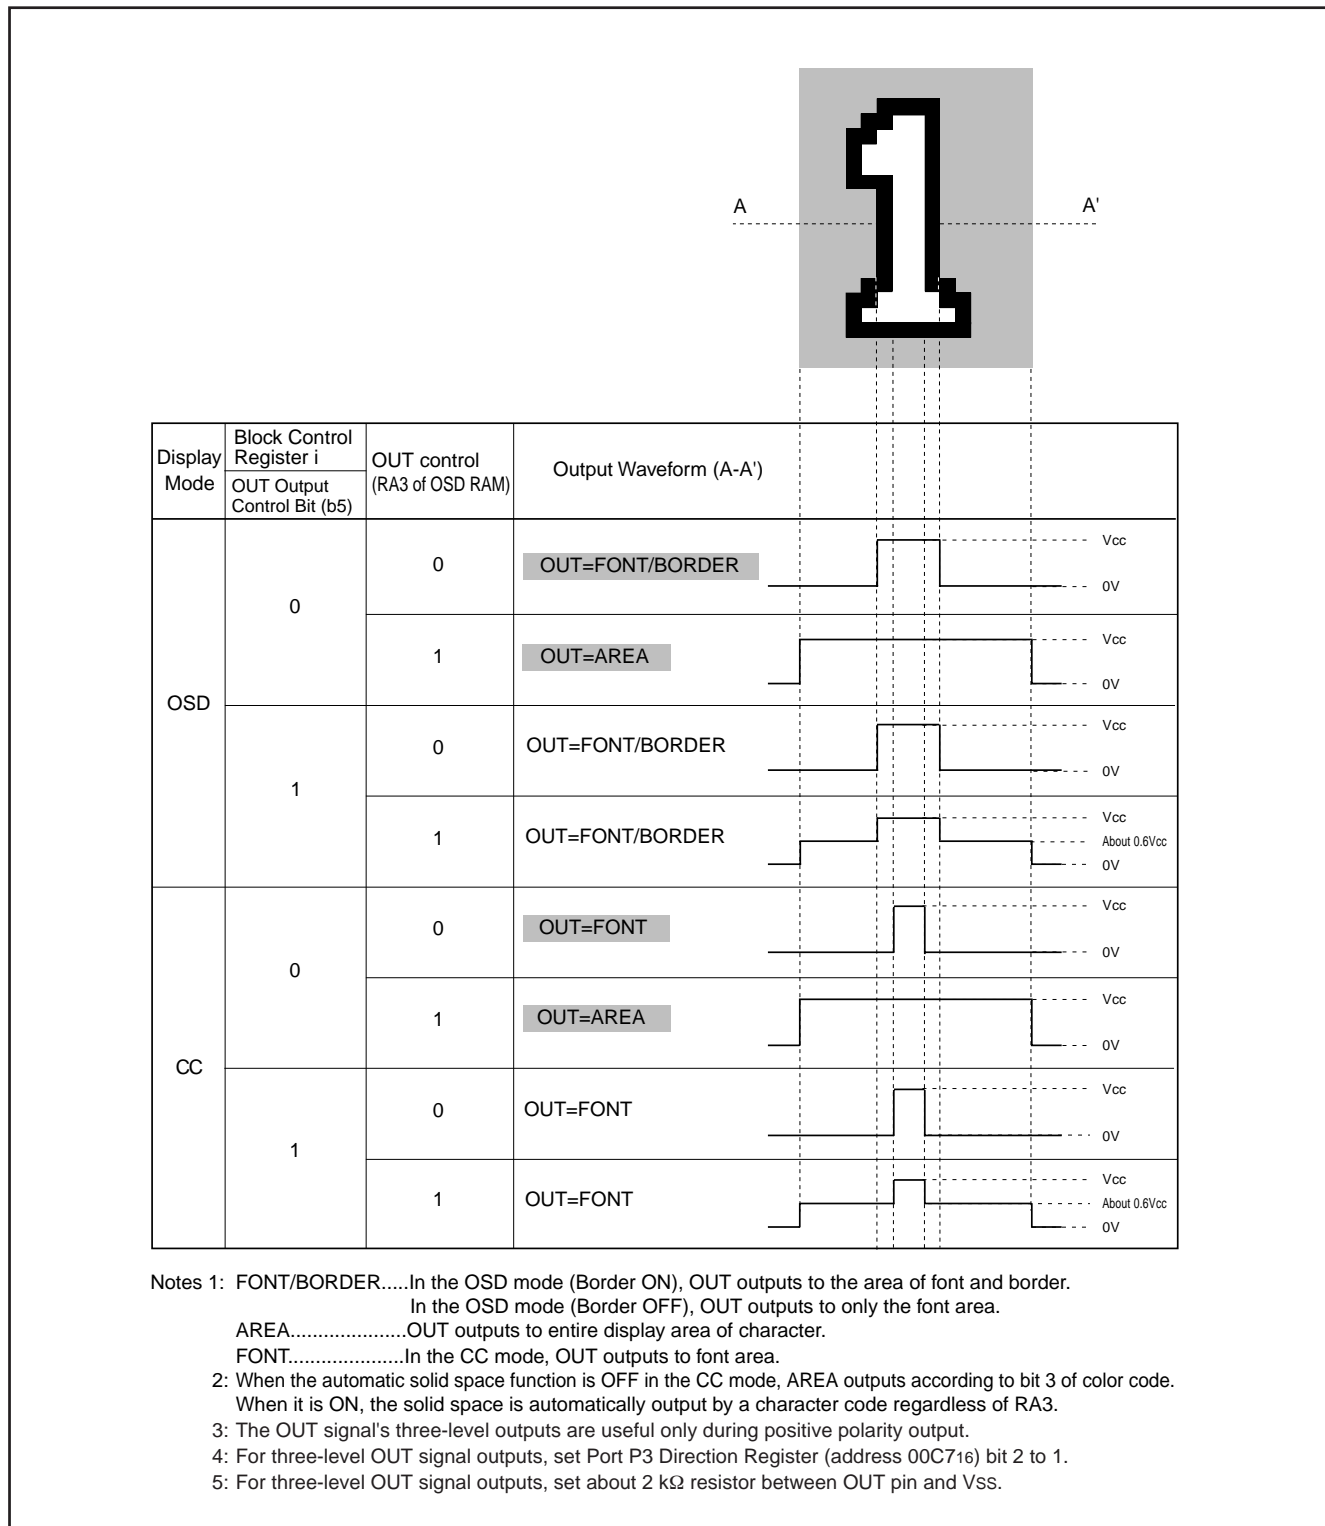 A A'
Display Mode
Block Control Register i
OUT Output Control Bit (b5)
OUT control (RA3 of OSD RAM)
Output Waveform (A-A')
OSD
0
0
OUT=FONT/BORDER
Vcc
0V
1
OUT=AREA
Vcc
0V
1
0
OUT=FONT/BORDER
Vcc
0V
1
OUT=FONT/BORDER
Vcc
About 0.6Vcc
0V
CC
0
0
OUT=FONT
Vcc
0V
1
OUT=AREA
Vcc
0V
1
0
OUT=FONT
Vcc
0V
1
OUT=FONT
Vcc
About 0.6Vcc
0V
Notes 1: FONT/BORDER.....In the OSD mode (Border ON), OUT outputs to the area of font and border.
In the OSD mode (Border OFF), OUT outputs to only the font area.
AREA.....................OUT outputs to entire display area of character.
FONT.....................In the CC mode, OUT outputs to font area.
2: When the automatic solid space function is OFF in the CC mode, AREA outputs according to bit 3 of color code.
When it is ON, the solid space is automatically output by a character code regardless of RA3.
3: The OUT signal's three-level outputs are useful only during positive polarity output.
4: For three-level OUT signal outputs, set Port P3 Direction Register (address 00C716) bit 2 to 1.
5: For three-level OUT signal outputs, set about 2 kΩ resistor between OUT pin and VSS.